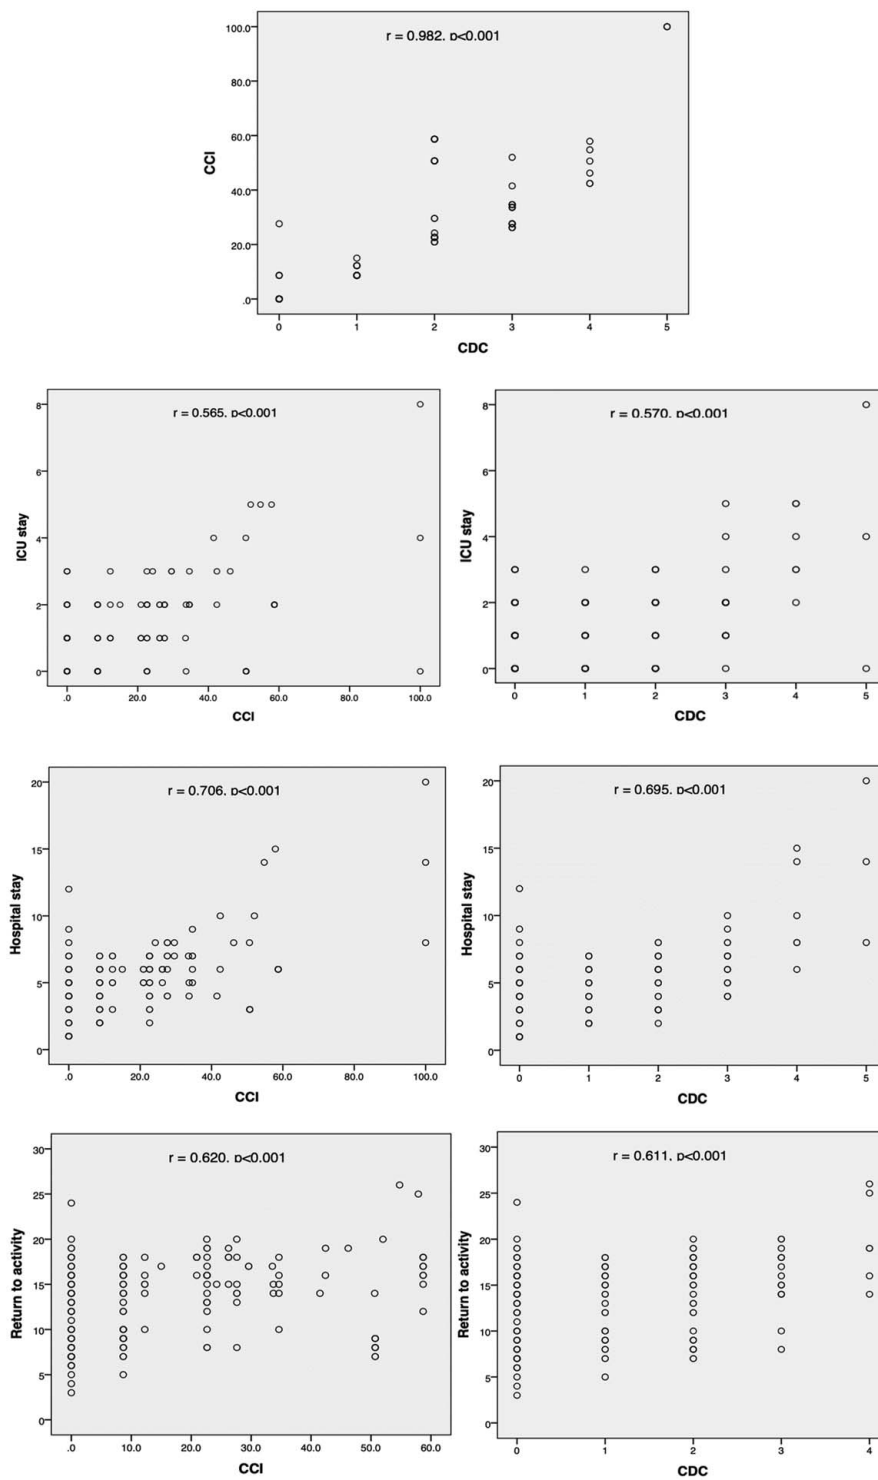 r = 0.982, p<0.001
100.0
80.0
60.0
40.0
20.0
.0
CCI
0 1 2 3 4 5
CDC
r = 0.565, p<0.001
8
6
4
2
0
ICU stay
.0 20.0 40.0 60.0 80.0 100.0
CCI
r = 0.570, p<0.001
8
6
4
2
0
ICU stay
0 1 2 3 4 5
CDC
r = 0.706, p<0.001
20
15
10
5
0
Hospital stay
.0 20.0 40.0 60.0 80.0 100.0
CCI
r = 0.695, p<0.001
20
15
10
5
0
Hospital stay
0 1 2 3 4 5
CDC
r = 0.620, p<0.001
30
25
20
15
10
5
0
Return to activity
.0 10.0 20.0 30.0 40.0 50.0 60.0
CCI
r = 0.611, p<0.001
30
25
20
15
10
5
0
Return to activity
0 1 2 3 4
CDC